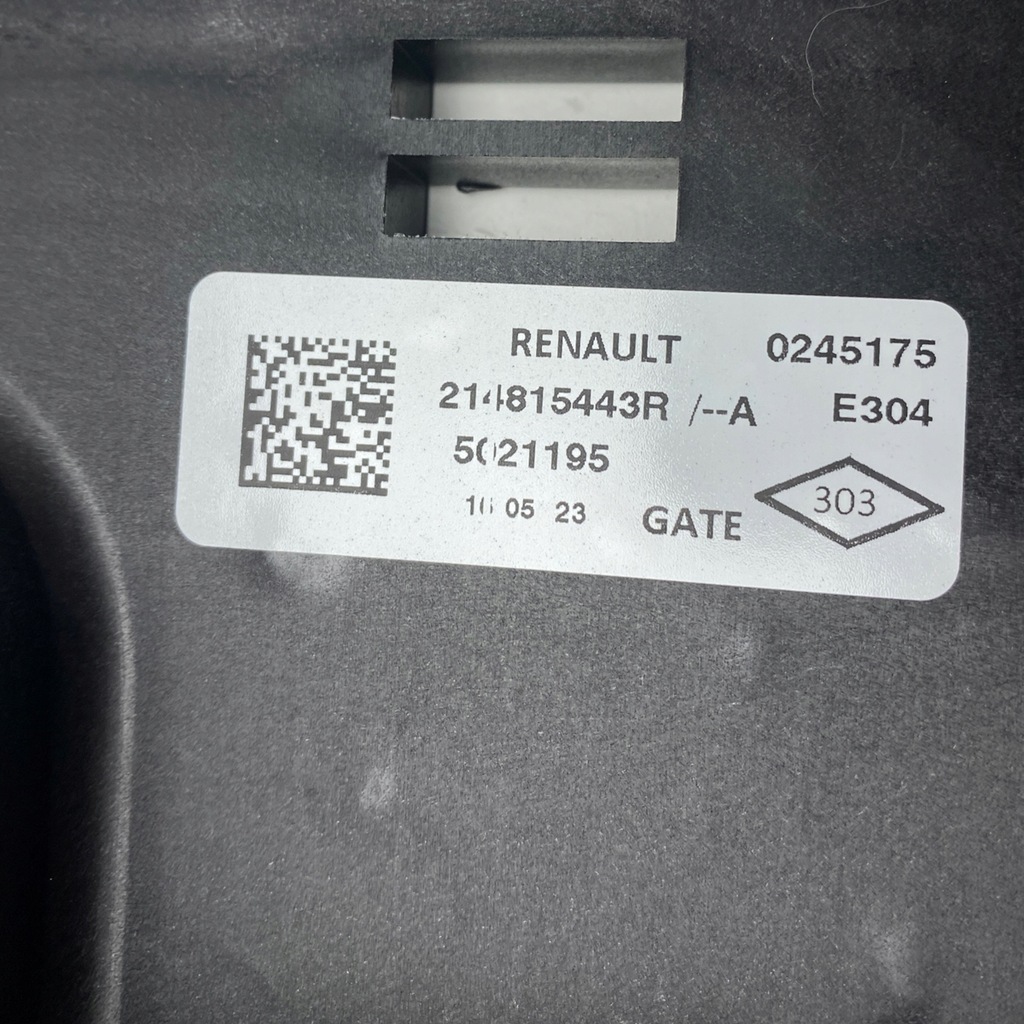 RENAULT 0245175
214815443R /--A E304
5021195
16 05 23 GATE 303